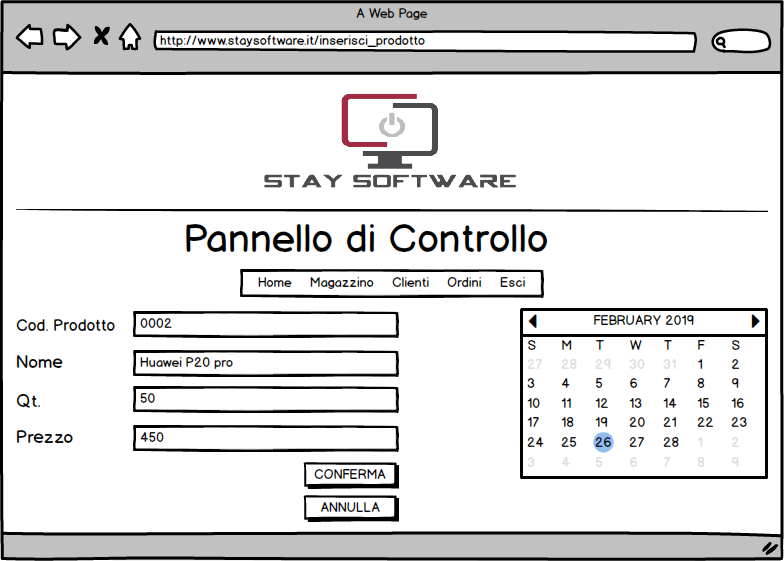 A Web Page
http://www.staysoftware.it/inserisci_prodotto
STAY SOFTWARE
Pannello di Controllo
Home Magazzino Clienti Ordini Esci
Cod. Prodotto 0002
Nome Huawei P20 pro
Qt. 50
Prezzo 450
CONFERMA
ANNULLA
FEBRUARY 2019
S M T W T F S
27 28 29 30 31 1 2
3 4 5 6 7 8 9
10 11 12 13 14 15 16
17 18 19 20 21 22 23
24 25 26 27 28 1 2
3 4 5 6 7 8 9